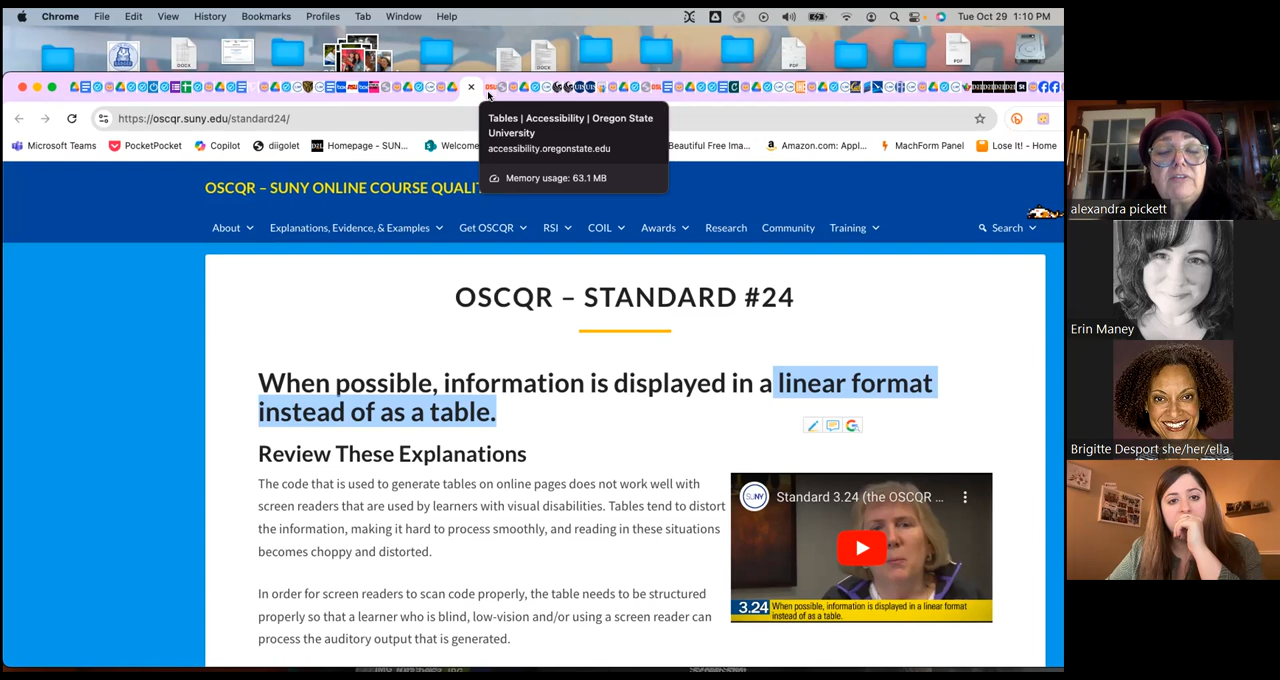 Chrome File Edit View History Bookmarks Profiles Tab Window Help Tue Oct 29 1:10 PM
DOCX
PDF
PDF
https://oscqr.suny.edu/standard24/
Tables | Accessibility | Oregon State
University
accessibility.oregonstate.edu
Memory usage: 63.1 MB
Microsoft Teams PocketPocket Copilot diigolet Homepage - SUN... Beautiful Free Ima... Amazon.com: Appl... MachForm Panel Lose It! - Home
OSCQR – SUNY ONLINE COURSE
About Explanations, Evidence, & Examples Get OSCQR RSI COIL Awards Research Community Training Search
OSCQR – STANDARD #24
When possible, information is displayed in a linear format
instead of as a table.
Review These Explanations
The code that is used to generate tables on online pages does not work well with
screen readers that are used by learners with visual disabilities. Tables tend to distort
the information, making it hard to process smoothly, and reading in these situations
becomes choppy and distorted.
In order for screen readers to scan code properly, the table needs to be structured
properly so that a learner who is blind, low-vision and/or using a screen reader can
process the auditory output that is generated.
SUNY Standard 3.24 (the OSCQR ...
3.24 When possible, information is displayed in a linear format
instead of as a table.
alexandra pickett
Erin Maney
Brigitte Desport she/her/ella